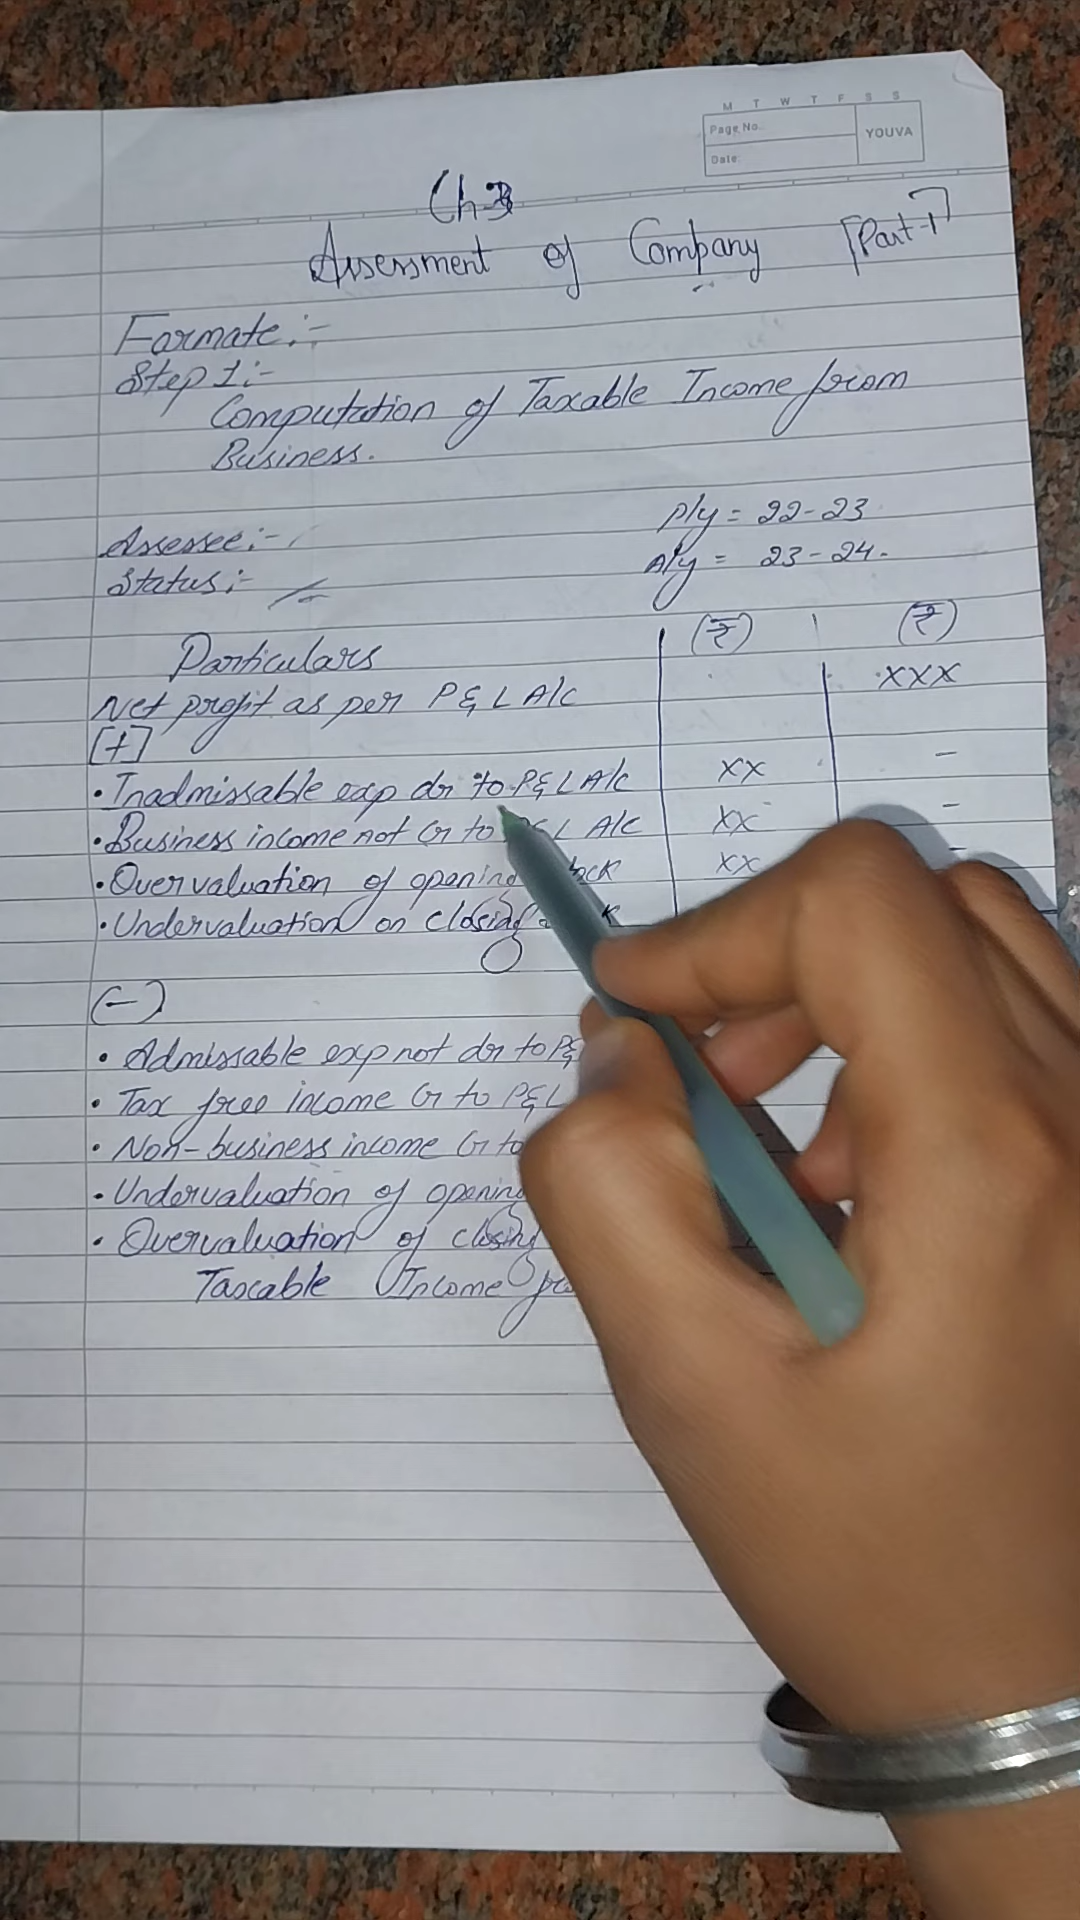 M T W T F S S
Page No.
YOUVA
Date:
Ch-3
Assessment of Company [Part-1]
Formate:-
Step 1:-
Computation of Taxable Income from
Business.
P/y = 22-23
Assessee:-
A/y = 23-24.
Status:-
Particulars (₹) (₹)
Net profit as per P & L A/c xxx
[+]
• Inadmissable exp dr to P & L A/c xx -
• Business income not Cr to P & L A/c xx -
• Overvaluation of opening xx -
• Undervaluation on closing
(-)
• Admissable exp not dr to P&
• Tax free income Cr to P & L
• Non-business income Cr to
• Undervaluation of opening
• Overvaluation of closing
Taxable Income